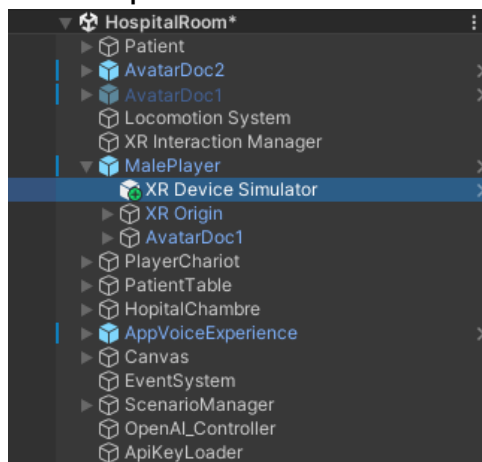 HospitalRoom*
Patient
AvatarDoc2
AvatarDoc1
Locomotion System
XR Interaction Manager
MalePlayer
XR Device Simulator
XR Origin
AvatarDoc1
PlayerChariot
PatientTable
HopitalChambre
AppVoiceExperience
Canvas
EventSystem
ScenarioManager
OpenAI_Controller
ApiKeyLoader